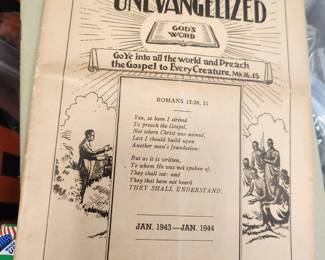 UNEVANGELIZED
GOD'S
WORD
Go Ye into all the world and Preach
the Gospel to Every Creature. Mk.16.15
ROMANS 15:20, 21
Yea, so have I strived
To preach the Gospel,
Not where Christ was named,
Lest I should build upon
Another man's foundation:
But as it is written,
To whom He was not spoken of,
They shall see: and
They that have not heard
THEY SHALL UNDERSTAND.
JAN. 1943—JAN. 1944